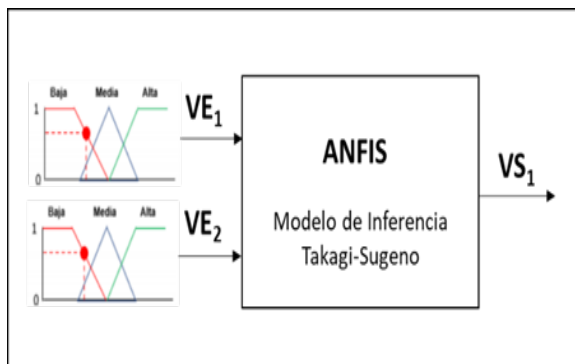 Baja Media Alta
1
0
VE1
Baja Media Alta
1
0
VE2
ANFIS
Modelo de Inferencia
Takagi-Sugeno
VS1